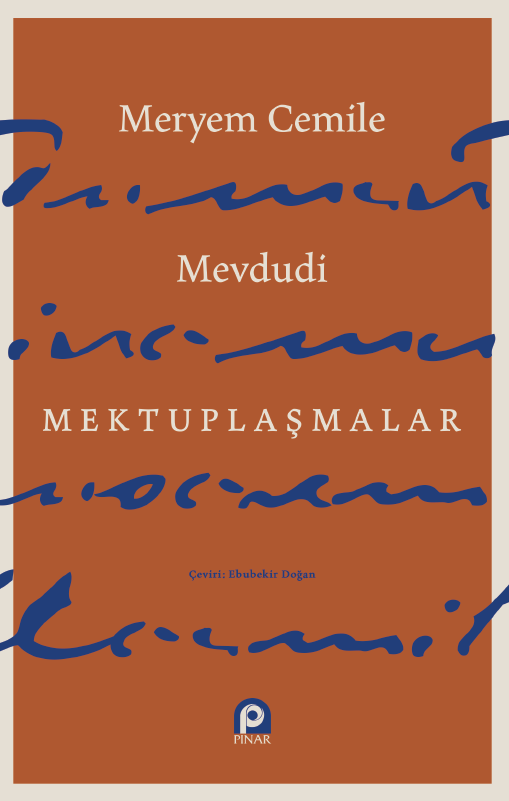 Meryem Cemile
Mevdudi
MEKTUPLAŞMALAR
Çeviri: Ebubekir Doğan
PINAR